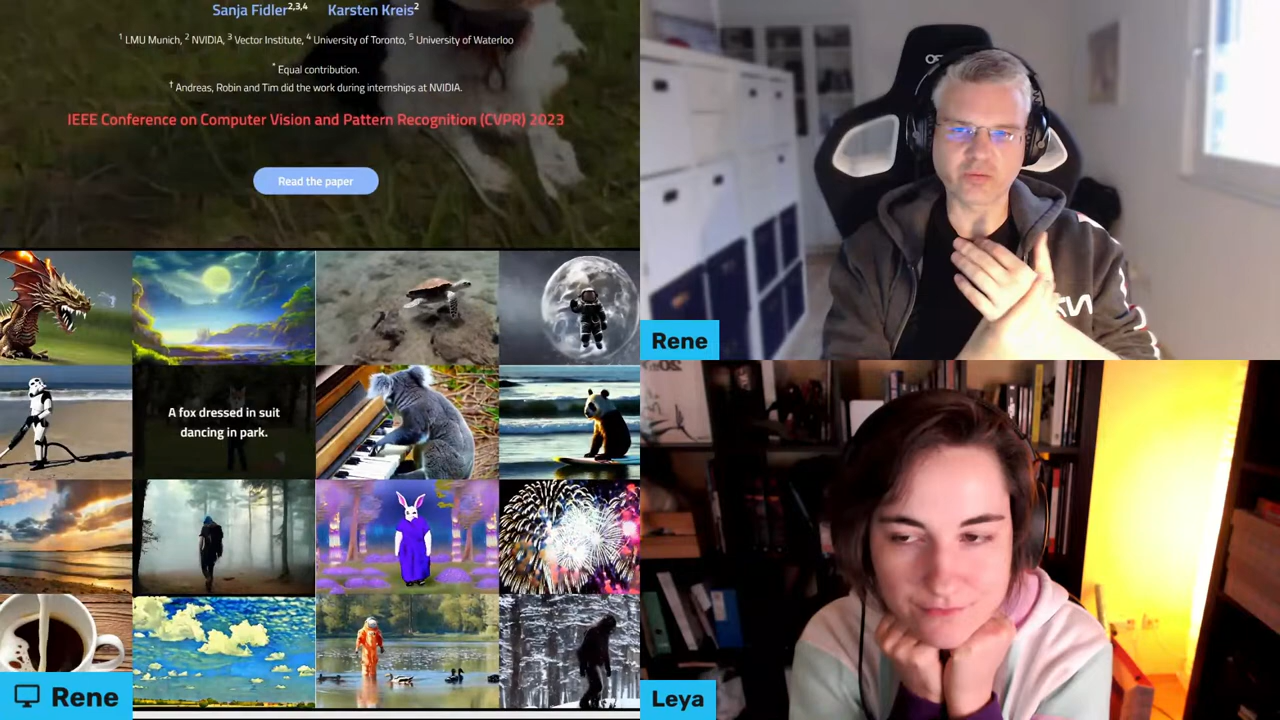 Sanja Fidler2,3,4 Karsten Kreis2
1 LMU Munich, 2 NVIDIA, 3 Vector Institute, 4 University of Toronto, 5 University of Waterloo
* Equal contribution.
† Andreas, Robin and Tim did the work during internships at NVIDIA.
IEEE Conference on Computer Vision and Pattern Recognition (CVPR) 2023
Read the paper
A fox dressed in suit
dancing in park.
Rene
Rene
Leya